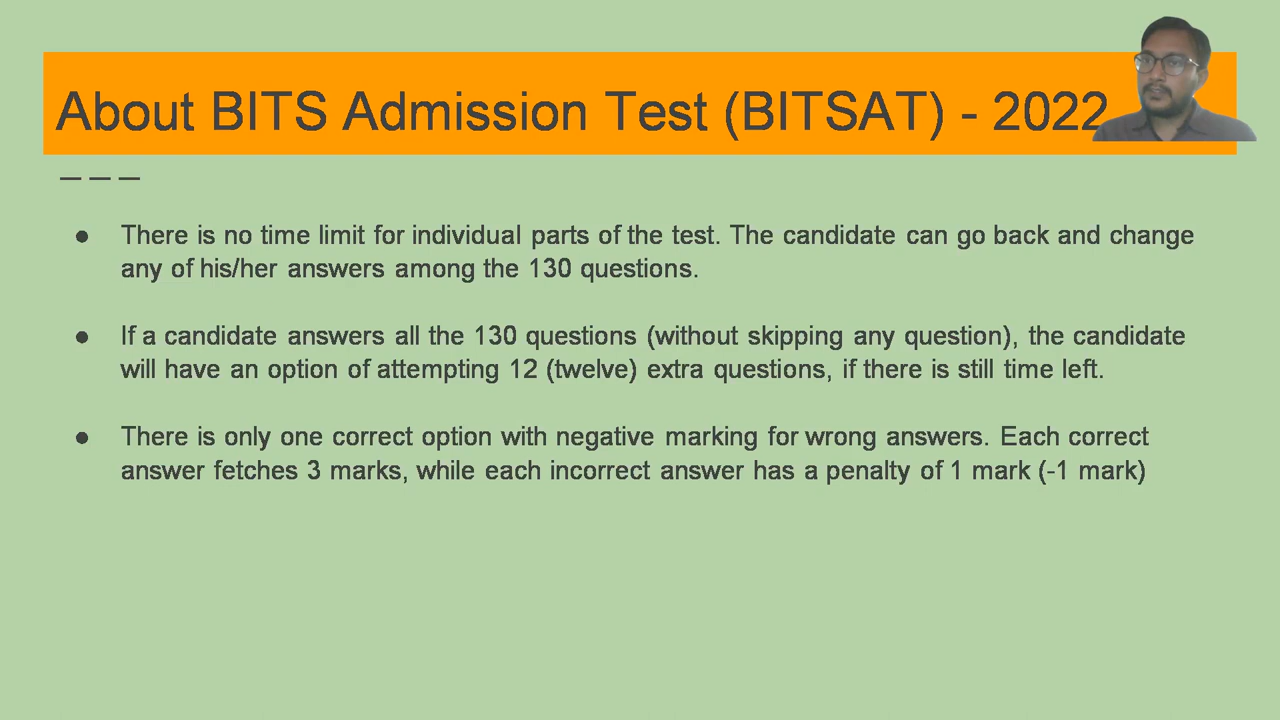 About BITS Admission Test (BITSAT) - 2022
● There is no time limit for individual parts of the test. The candidate can go back and change
any of his/her answers among the 130 questions.
● If a candidate answers all the 130 questions (without skipping any question), the candidate
will have an option of attempting 12 (twelve) extra questions, if there is still time left.
● There is only one correct option with negative marking for wrong answers. Each correct
answer fetches 3 marks, while each incorrect answer has a penalty of 1 mark (-1 mark)